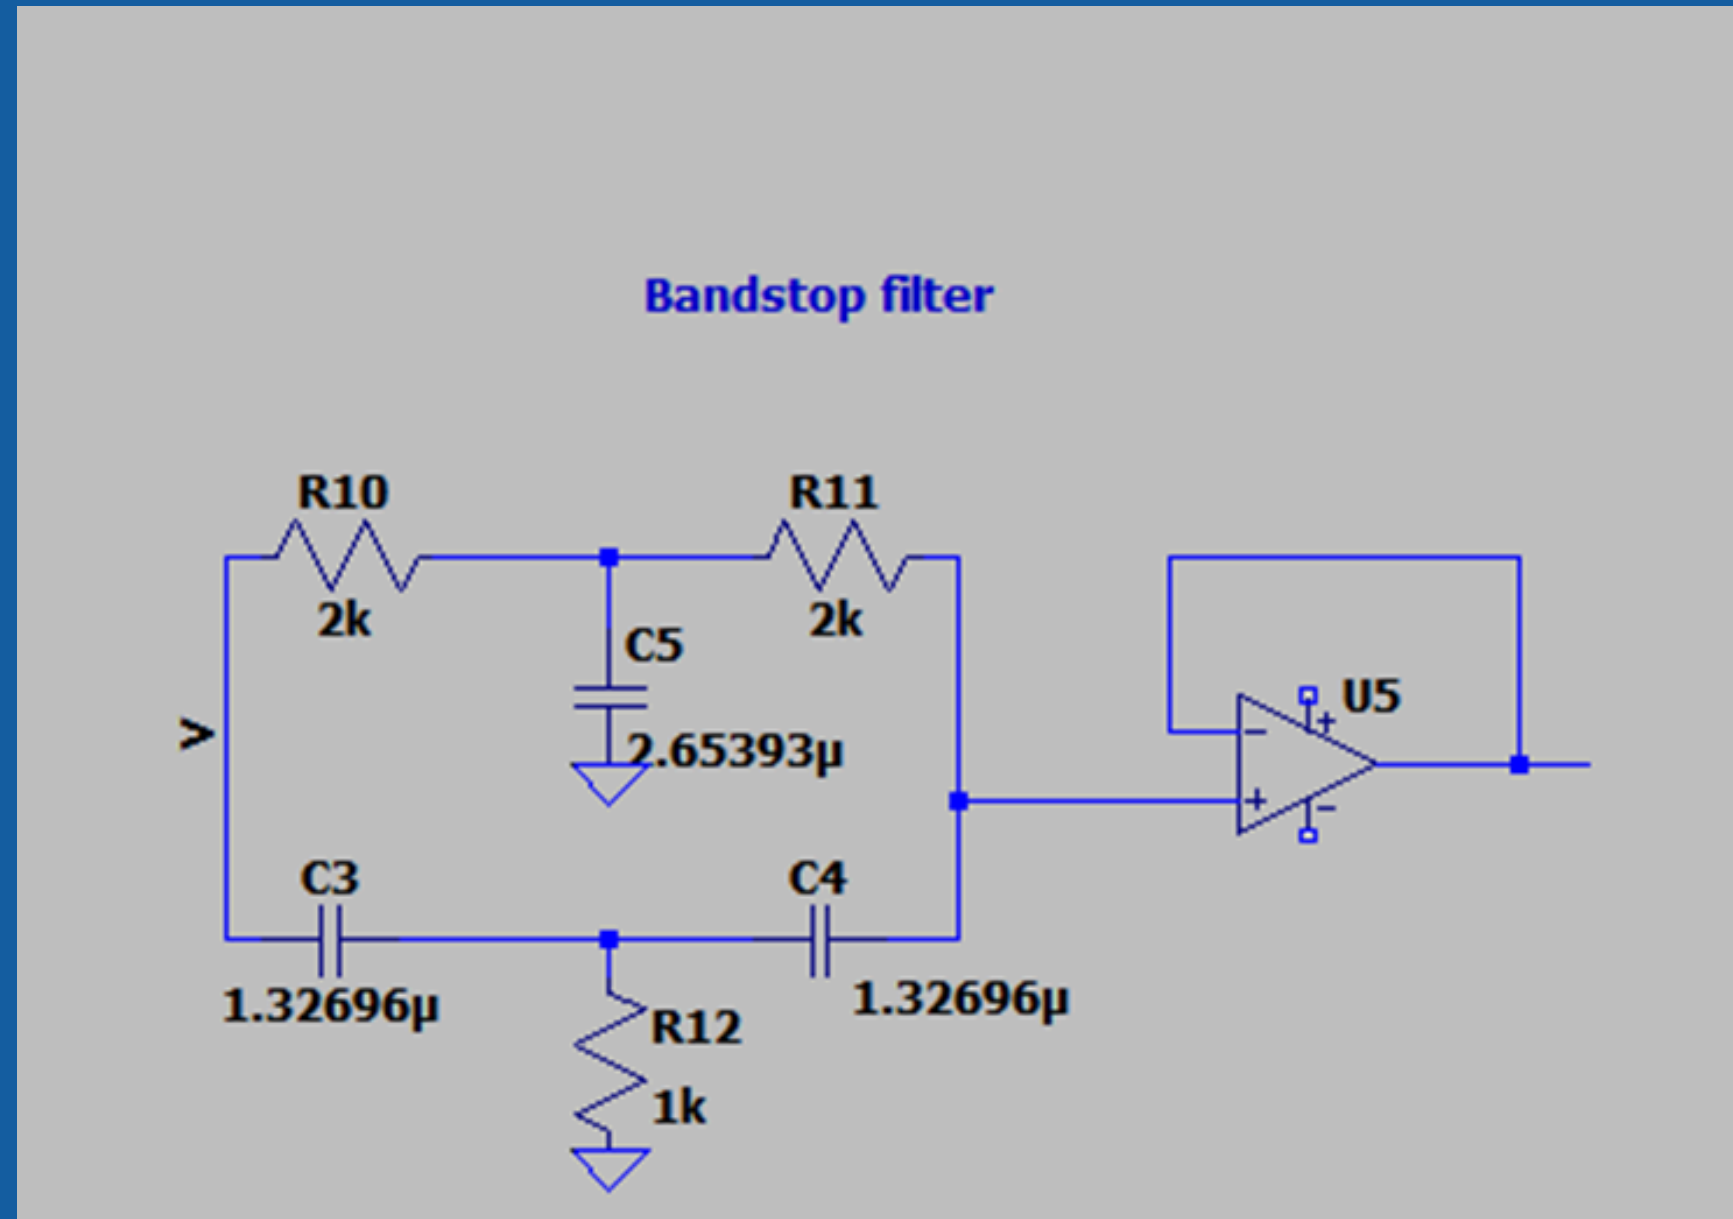 Bandstop filter
R10
R11
2k
2k
C5
U5
V
2.65393µ
C3
C4
1.32696µ
1.32696µ
R12
1k